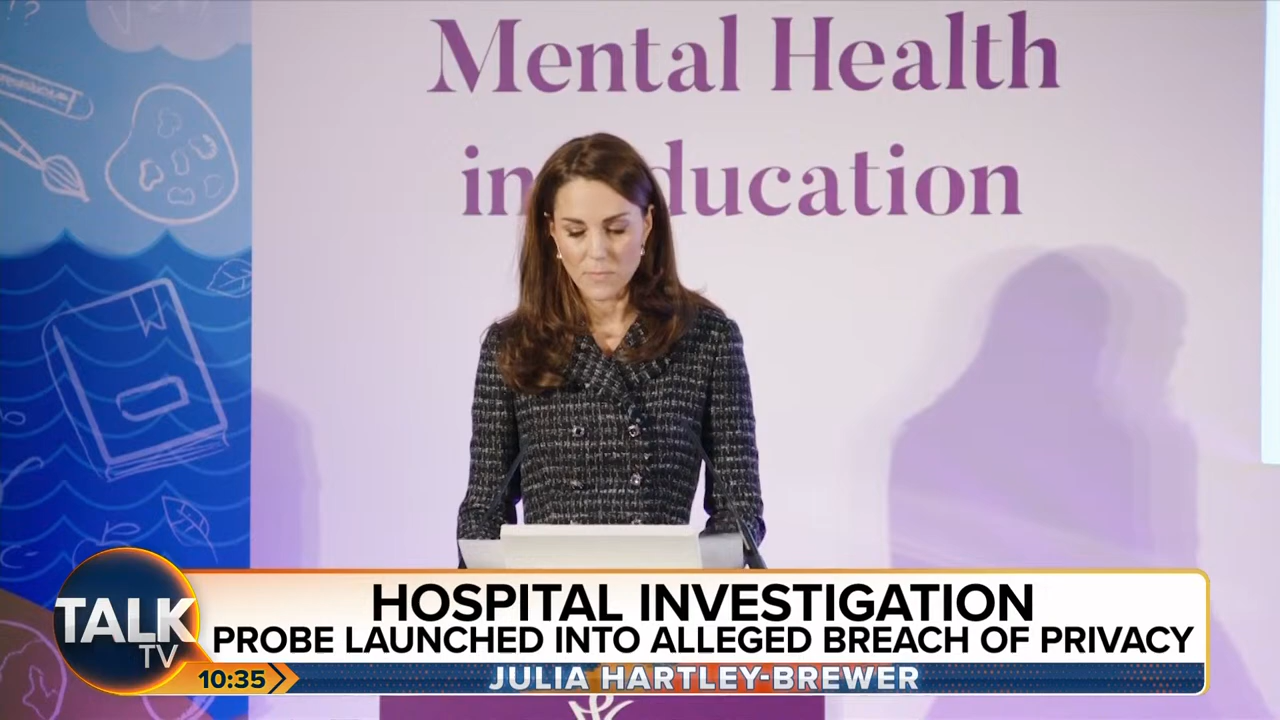 !?
Mental Health
in ducation
HOSPITAL INVESTIGATION
PROBE LAUNCHED INTO ALLEGED BREACH OF PRIVACY
TALK
TV
10:35
JULIA HARTLEY-BREWER